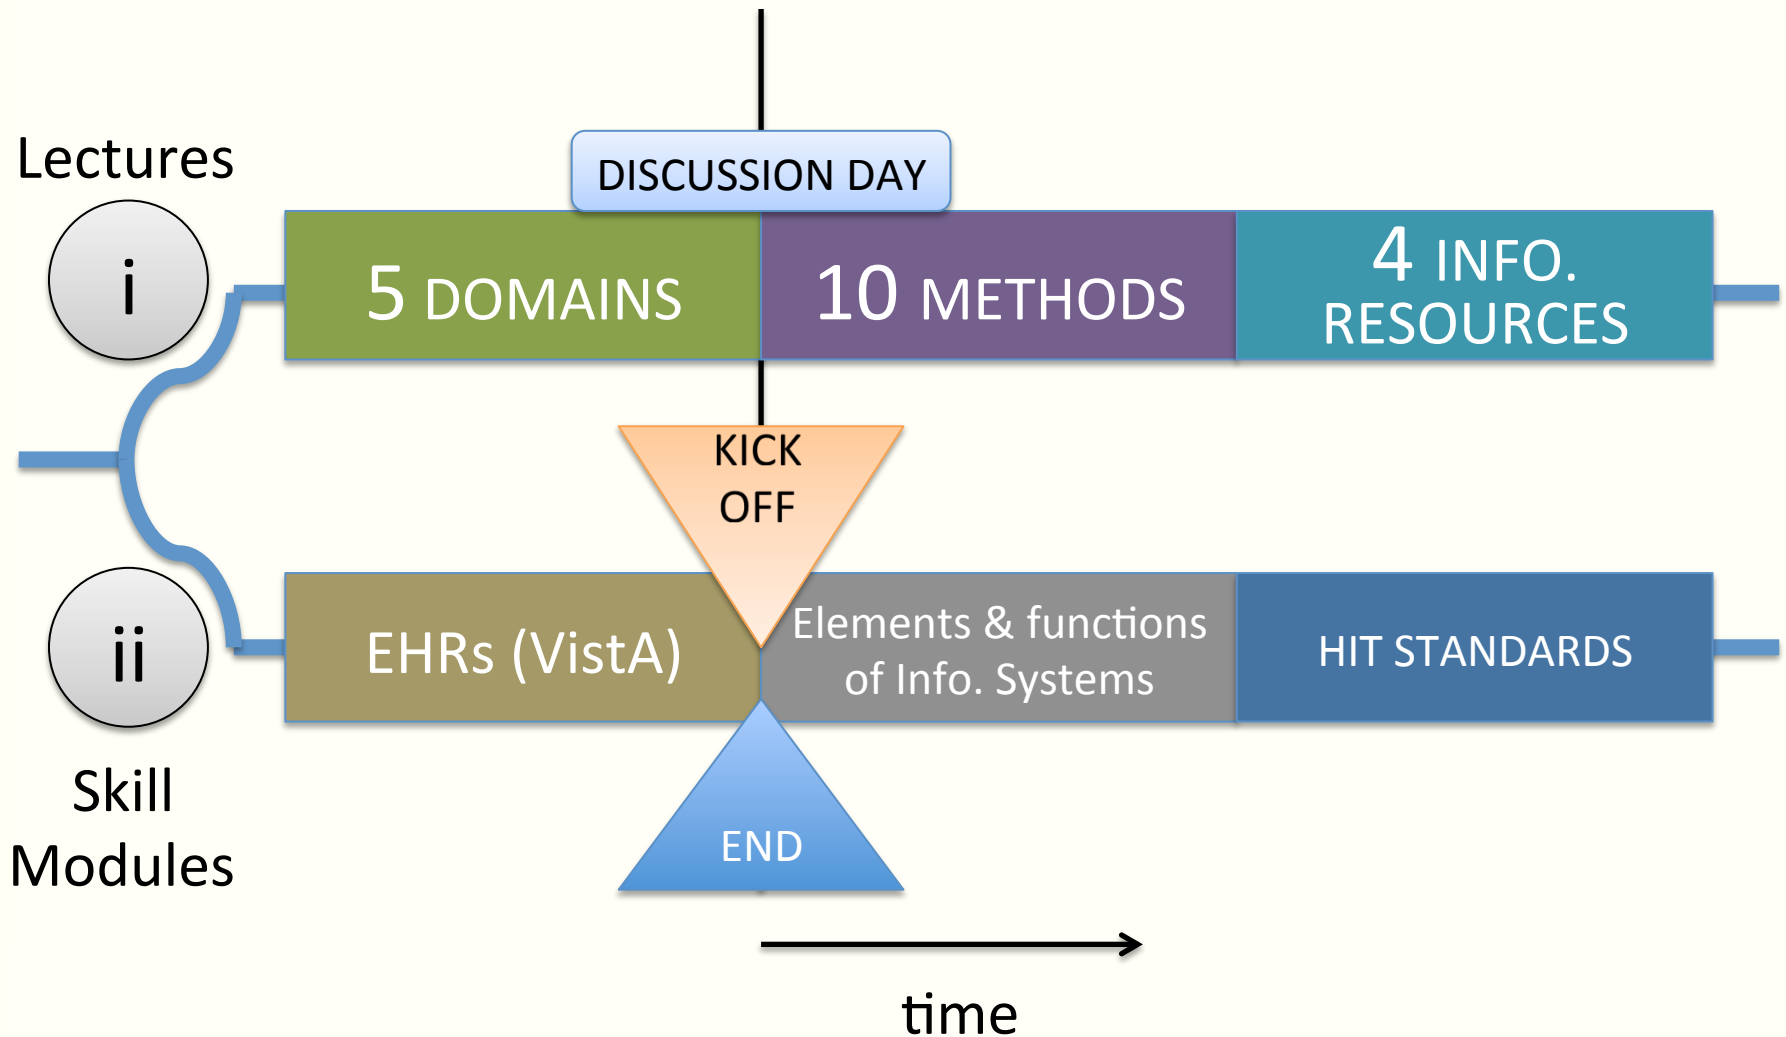 Lectures
i
DISCUSSION DAY
5 DOMAINS
10 METHODS
4 INFO.
RESOURCES
KICK
OFF
ii
Skill
Modules
EHRs (VistA)
Elements & functions
of Info. Systems
HIT STANDARDS
END
time